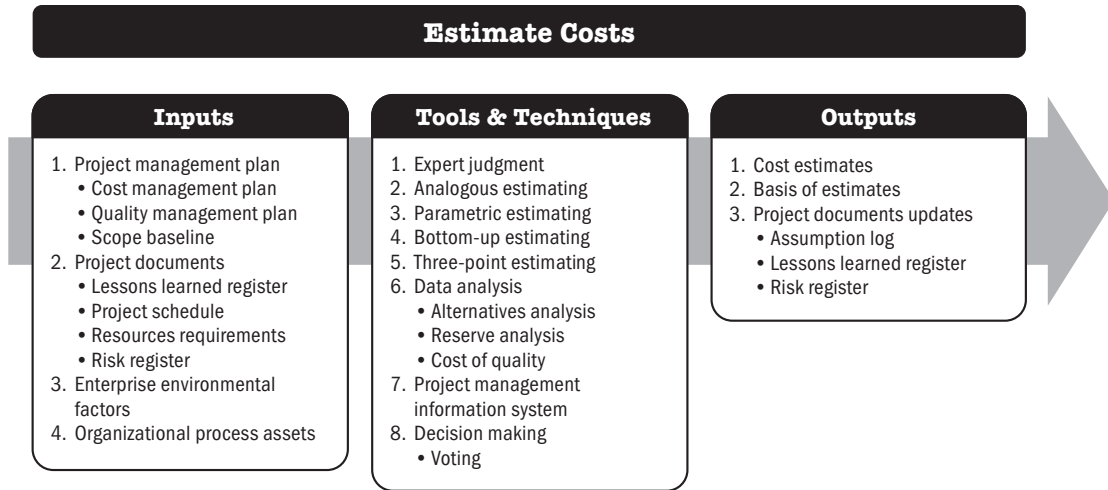 Estimate Costs
Inputs
1. Project management plan
• Cost management plan
• Quality management plan
• Scope baseline
2. Project documents
• Lessons learned register
• Project schedule
• Resources requirements
• Risk register
3. Enterprise environmental
factors
4. Organizational process assets
Tools & Techniques
1. Expert judgment
2. Analogous estimating
3. Parametric estimating
4. Bottom-up estimating
5. Three-point estimating
6. Data analysis
• Alternatives analysis
• Reserve analysis
• Cost of quality
7. Project management
information system
8. Decision making
• Voting
Outputs
1. Cost estimates
2. Basis of estimates
3. Project documents updates
• Assumption log
• Lessons learned register
• Risk register